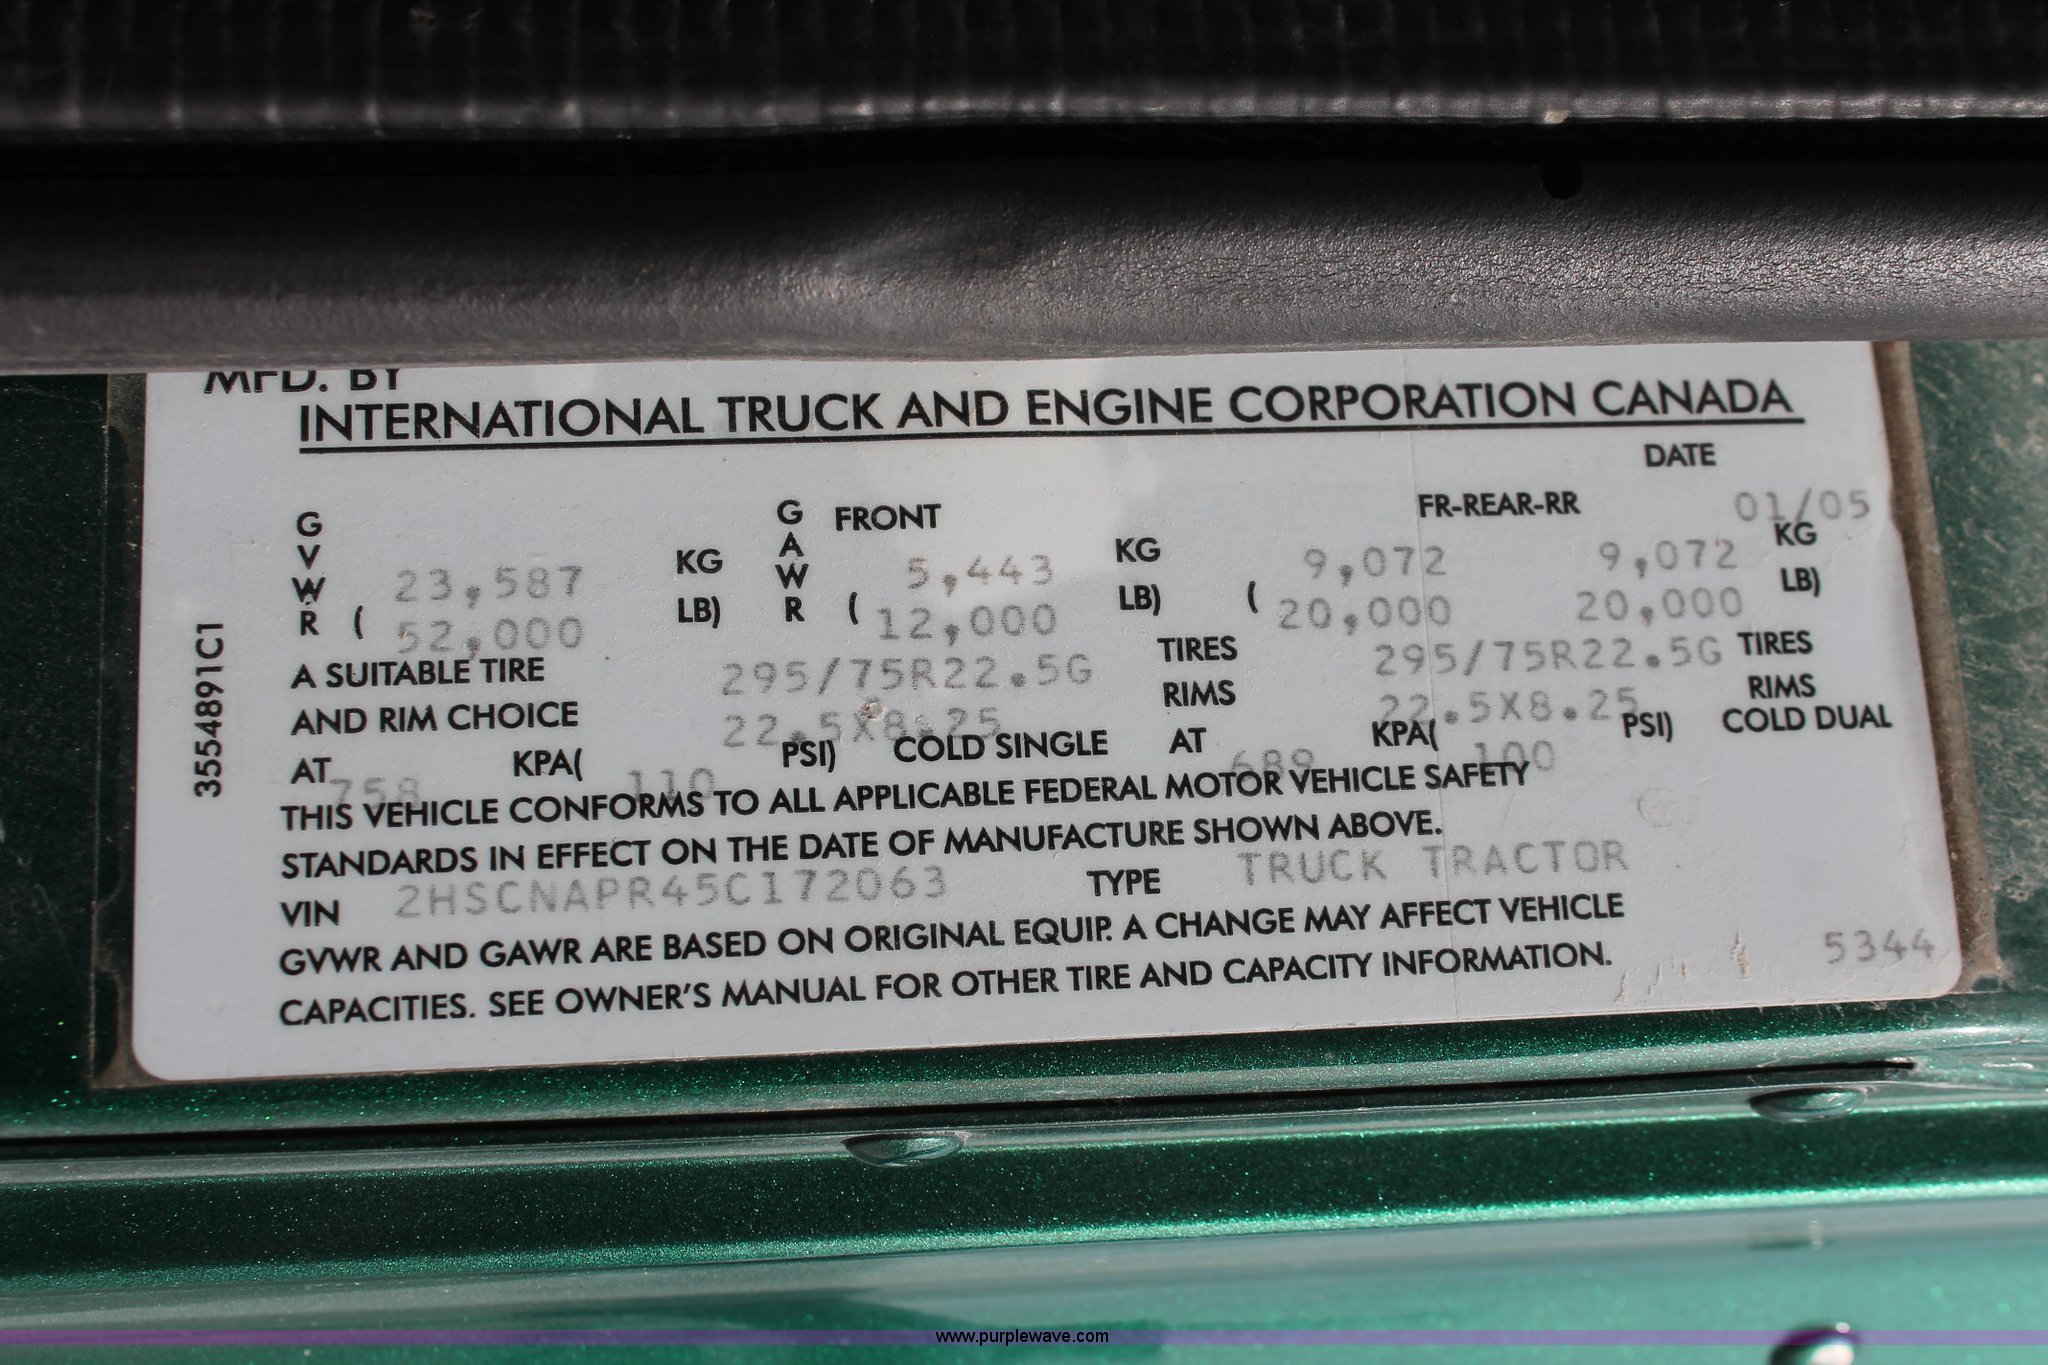 MFD. BY
INTERNATIONAL TRUCK AND ENGINE CORPORATION CANADA
DATE
01/05
GVWR 23,587 KG GAWR FRONT 5,443 KG FR-REAR-RR 9,072 9,072 KG
( 52,000 LB) ( 12,000 LB) ( 20,000 20,000 LB)
A SUITABLE TIRE 295/75R22.5G TIRES 295/75R22.5G TIRES
AND RIM CHOICE 22.5X8.25 RIMS 22.5X8.25 RIMS
AT 758 KPA( 110 PSI) COLD SINGLE AT 689 KPA( 100 PSI) COLD DUAL
THIS VEHICLE CONFORMS TO ALL APPLICABLE FEDERAL MOTOR VEHICLE SAFETY
STANDARDS IN EFFECT ON THE DATE OF MANUFACTURE SHOWN ABOVE.
VIN 2HSCNAPR45C172063 TYPE TRUCK TRACTOR
GVWR AND GAWR ARE BASED ON ORIGINAL EQUIP. A CHANGE MAY AFFECT VEHICLE
CAPACITIES. SEE OWNER'S MANUAL FOR OTHER TIRE AND CAPACITY INFORMATION.
5344
3554891C1
www.purplewave.com